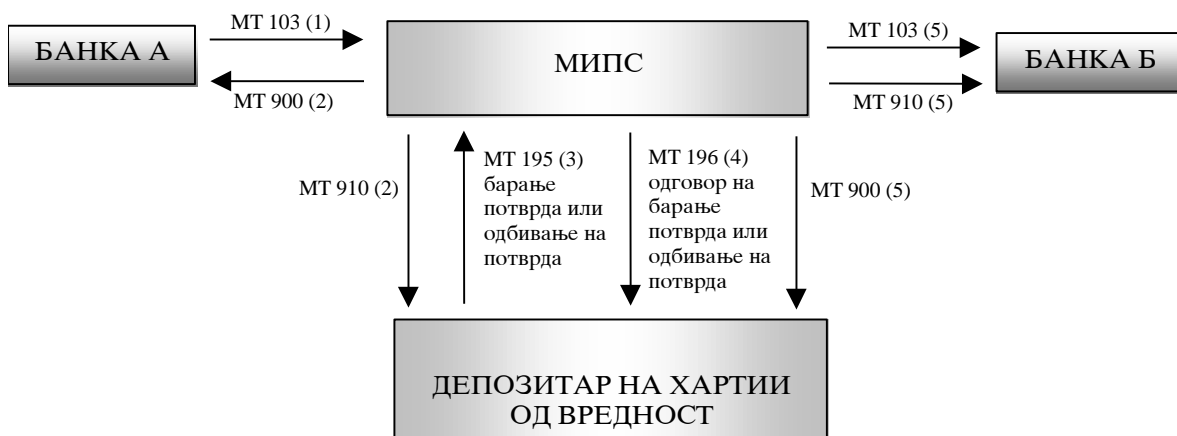 МТ 103 (1)
БАНКА А
МТ 900 (2)
МИПС
МТ 103 (5)
МТ 910 (5)
БАНКА Б
МТ 910 (2)
МТ 195 (3)
барање
потврда или
одбивање на
потврда
МТ 196 (4)
одговор на
барање
потврда или
одбивање на
потврда
МТ 900 (5)
ДЕПОЗИТАР НА ХАРТИИ
ОД ВРЕДНОСТ